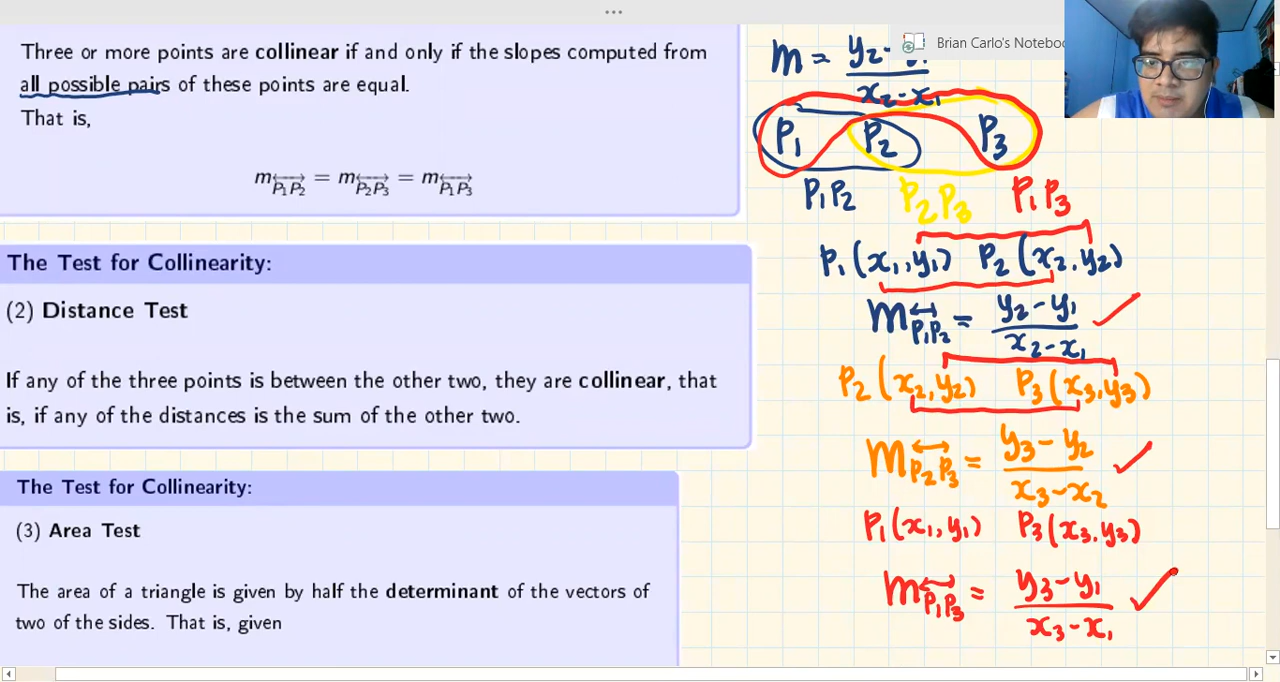 Three or more points are collinear if and only if the slopes computed from
all possible pairs of these points are equal.
That is,
m P₁P₂ = m P₂P₃ = m P₁P₃
The Test for Collinearity:
(2) Distance Test
If any of the three points is between the other two, they are collinear, that
is, if any of the distances is the sum of the other two.
The Test for Collinearity:
(3) Area Test
The area of a triangle is given by half the determinant of the vectors of
two of the sides. That is, given
Brian Carlo's Noteboo
m = y₂ - y₁ / x₂ - x₁
P₁ P₂ P₃
P₁P₂ P₂P₃ P₁P₃
P₁(x₁, y₁) P₂(x₂, y₂)
m P₁P₂ = y₂ - y₁ / x₂ - x₁
P₂(x₂, y₂) P₃(x₃, y₃)
m P₂P₃ = y₃ - y₂ / x₃ - x₂
P₁(x₁, y₁) P₃(x₃, y₃)
m P₁P₃ = y₃ - y₁ / x₃ - x₁